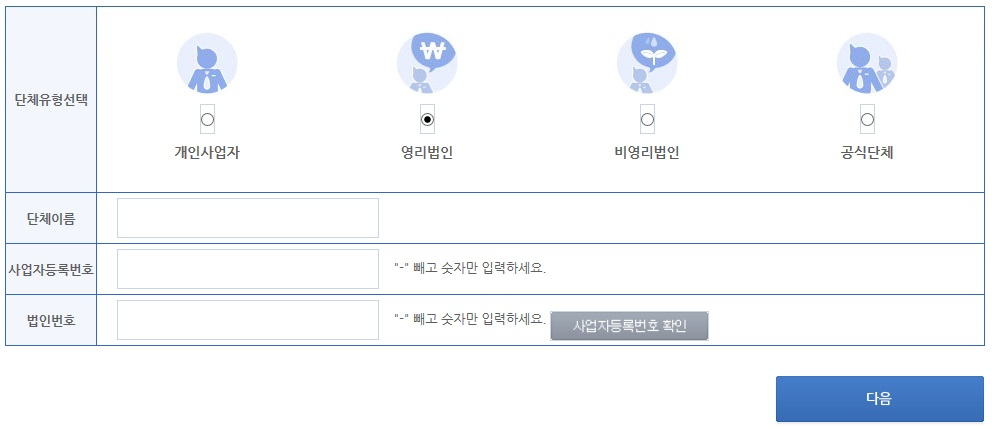 단체유형선택
₩
개인사업자 영리법인 비영리법인 공식단체
단체이름
사업자등록번호 "-" 빼고 숫자만 입력하세요.
법인번호 "-" 빼고 숫자만 입력하세요. 사업자등록번호 확인
다음